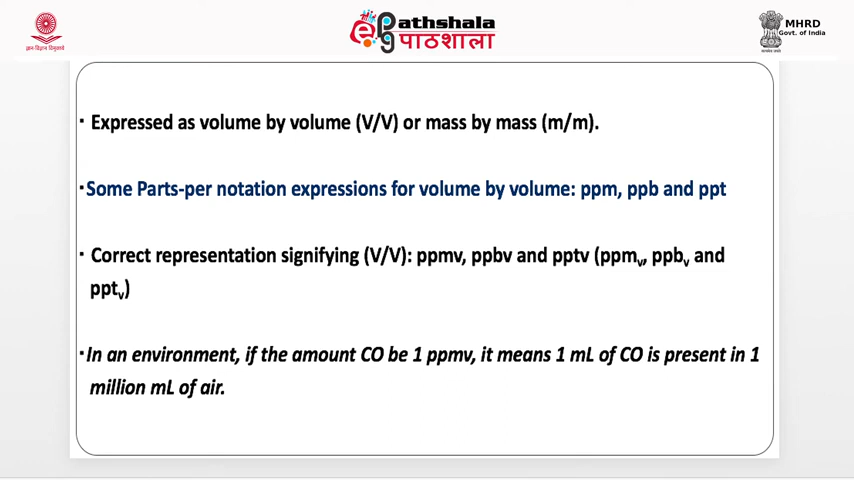 ज्ञान-विज्ञान विमुक्तये
ePG Pathshala
पाठशाला
MHRD
Govt. of India
· Expressed as volume by volume (V/V) or mass by mass (m/m).
·Some Parts-per notation expressions for volume by volume: ppm, ppb and ppt
· Correct representation signifying (V/V): ppmv, ppbv and pptv (ppmᵥ, ppbᵥ and
pptᵥ)
·In an environment, if the amount CO be 1 ppmv, it means 1 mL of CO is present in 1
million mL of air.